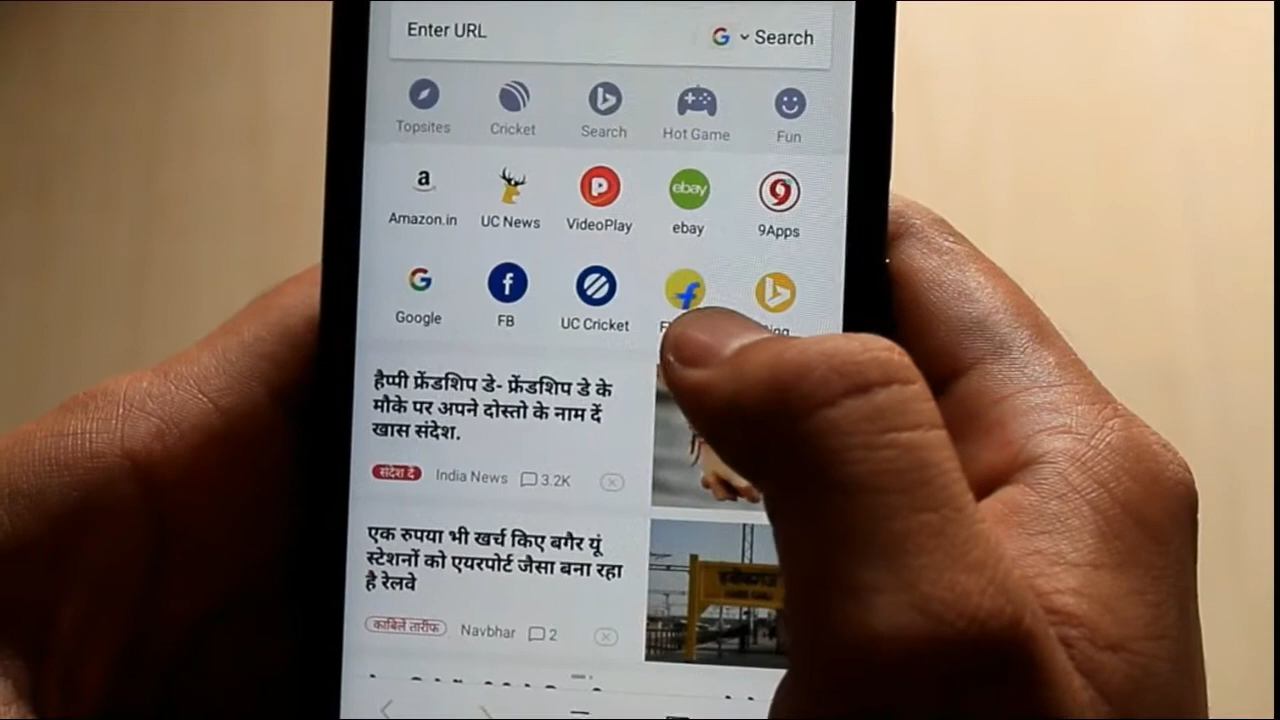 Enter URL
Search
Topsites Cricket Search Hot Game Fun
a ebay
Amazon.in UC News VideoPlay ebay 9Apps
Google FB UC Cricket
हैप्पी फ्रेंडशिप डे- फ्रेंडशिप डे के
मौके पर अपने दोस्तो के नाम दें
खास संदेश.
संदेश दें India News 3.2K
एक रुपया भी खर्च किए बगैर यूं
स्टेशनों को एयरपोर्ट जैसा बना रहा
है रेलवे
काबिले तारीफ Navbhar 2